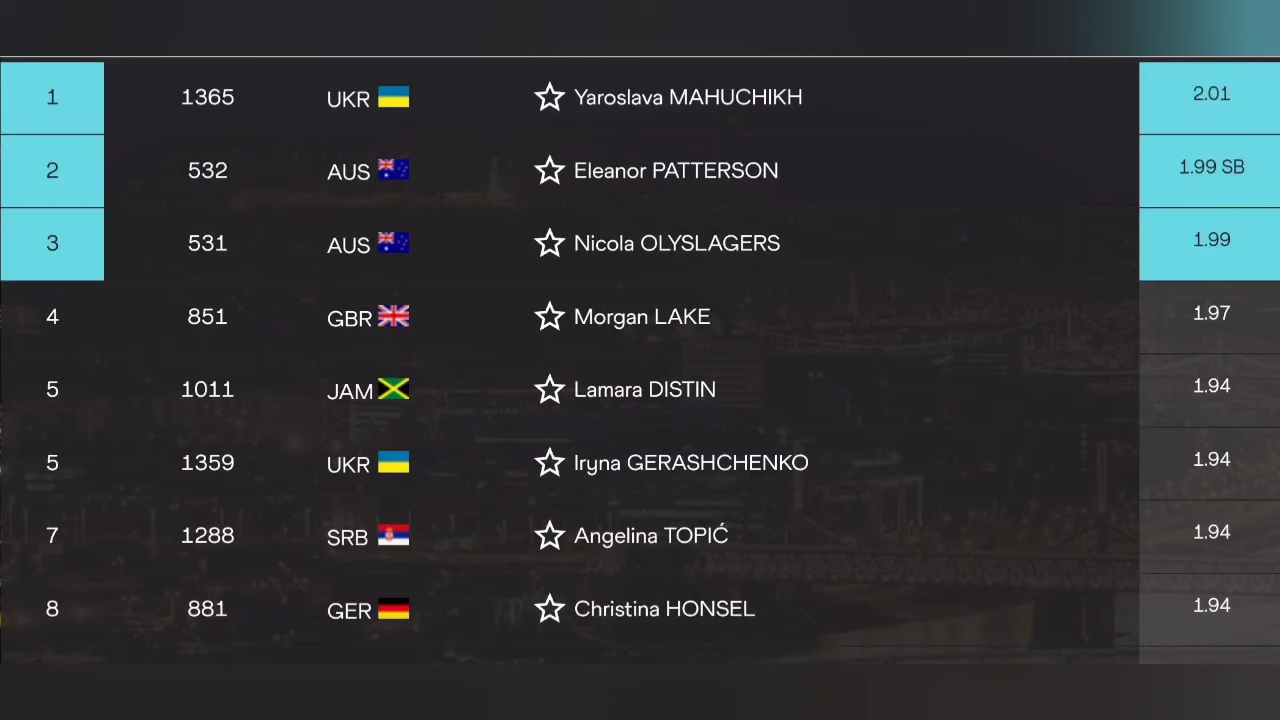 1 1365 UKR Yaroslava MAHUCHIKH 2.01
2 532 AUS Eleanor PATTERSON 1.99 SB
3 531 AUS Nicola OLYSLAGERS 1.99
4 851 GBR Morgan LAKE 1.97
5 1011 JAM Lamara DISTIN 1.94
5 1359 UKR Iryna GERASHCHENKO 1.94
7 1288 SRB Angelina TOPIĆ 1.94
8 881 GER Christina HONSEL 1.94